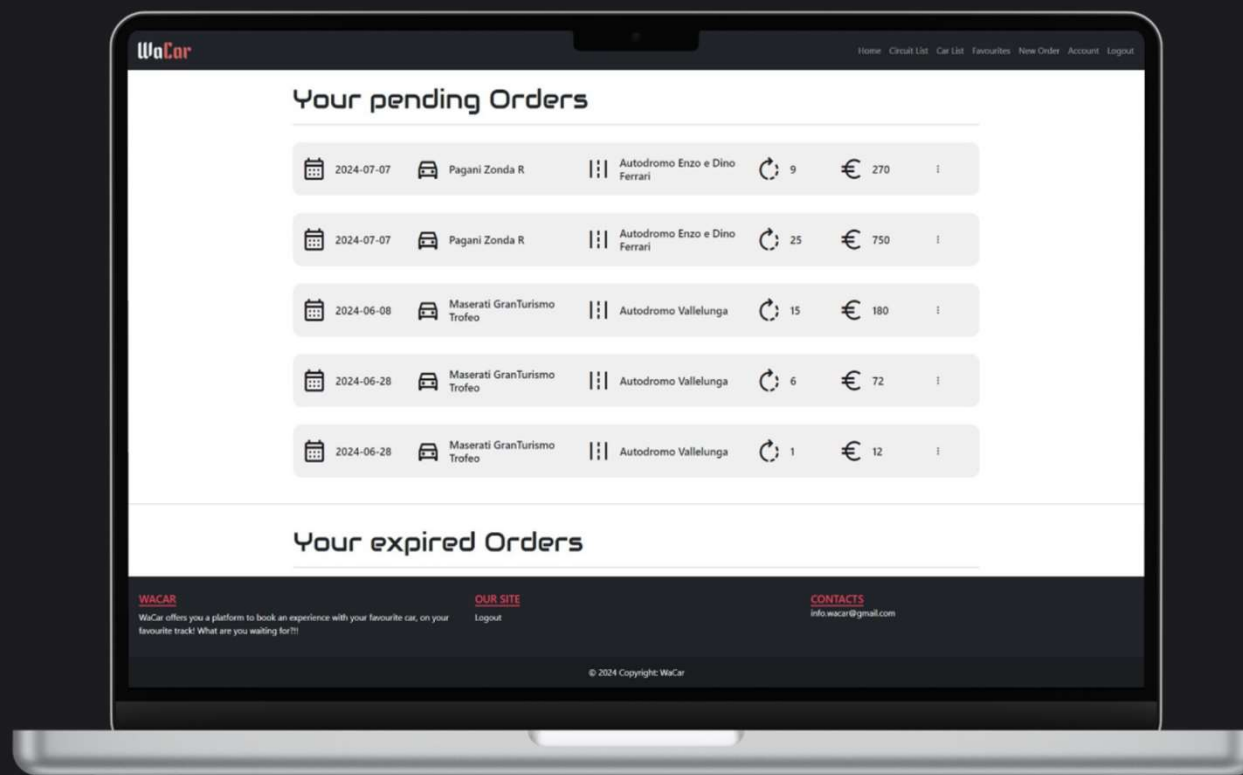 WaCar
Home Circuit List Car List Favourites New Order Account Logout
Your pending Orders
2024-07-07 Pagani Zonda R Autodromo Enzo e Dino
Ferrari 9 € 270
2024-07-07 Pagani Zonda R Autodromo Enzo e Dino
Ferrari 25 € 750
2024-06-08 Maserati GranTurismo
Trofeo Autodromo Vallelunga 15 € 180
2024-06-28 Maserati GranTurismo
Trofeo Autodromo Vallelunga 6 € 72
2024-06-28 Maserati GranTurismo
Trofeo Autodromo Vallelunga 1 € 12
Your expired Orders
WACAR
WaCar offers you a platform to book an experience with your favourite car, on your
favourite track! What are you waiting for?!!
OUR SITE
Logout
CONTACTS
info.wacar@gmail.com
© 2024 Copyright: WaCar